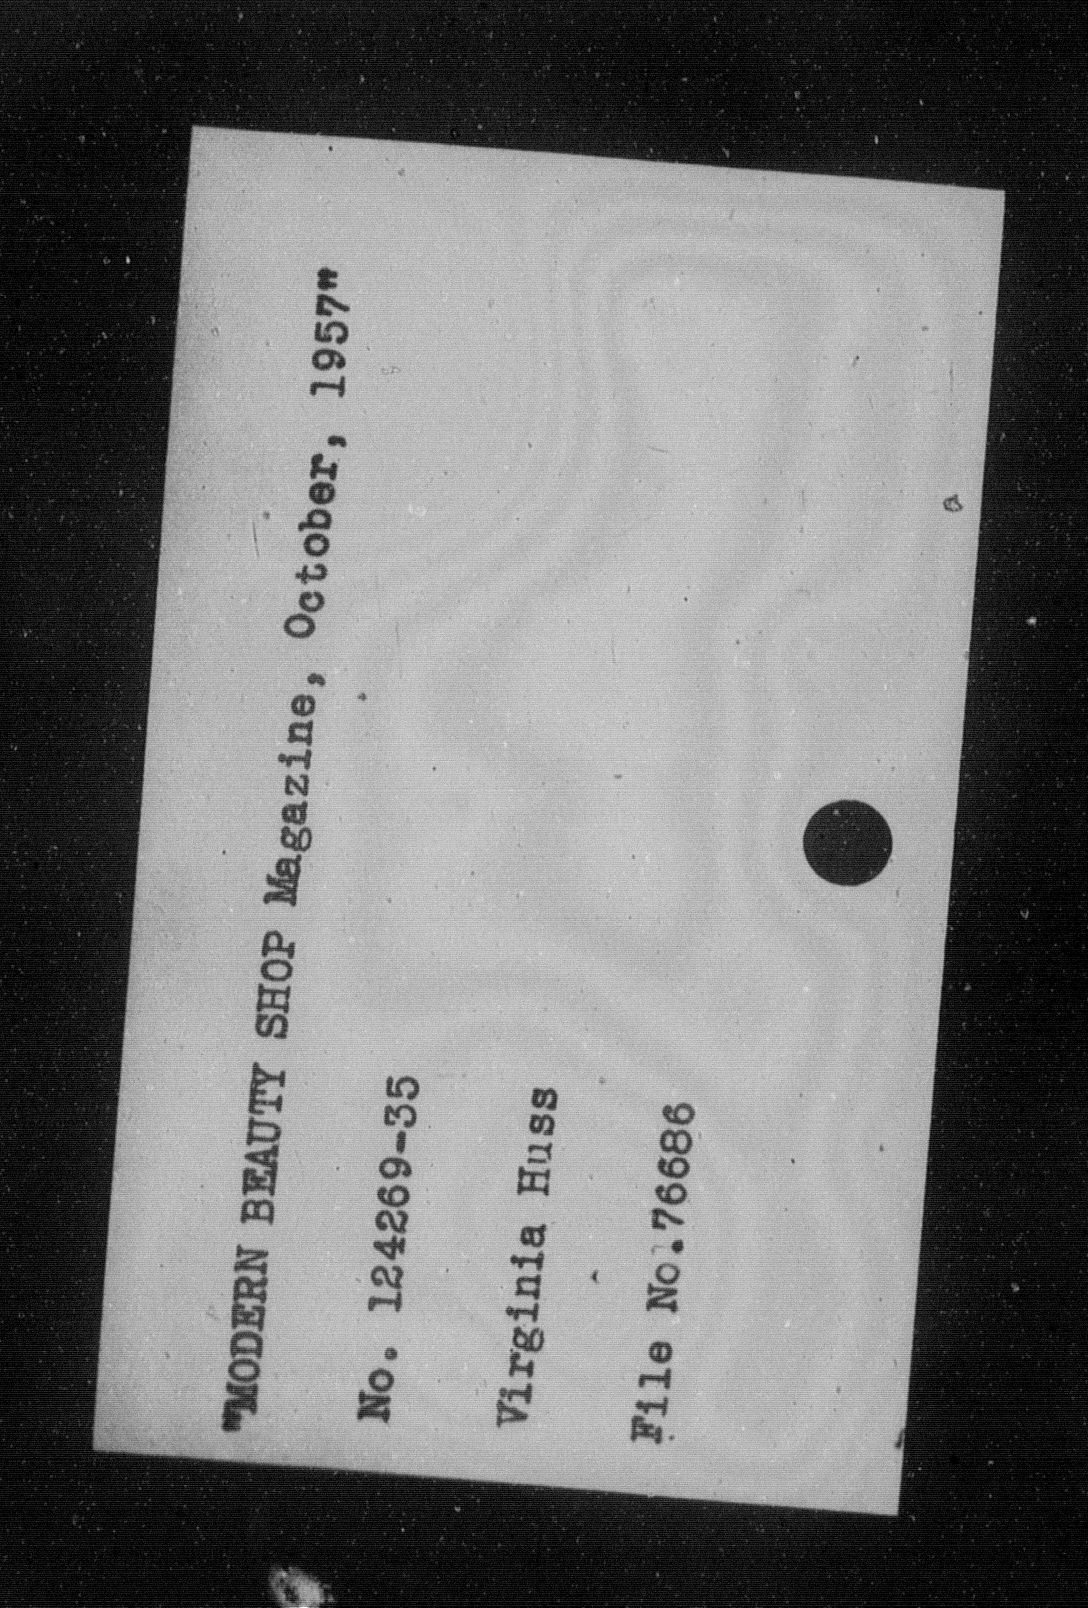 "MODERN BEAUTY SHOP Magazine, October, 1957"
No. 124269-35
Virginia Huss
File No.76686